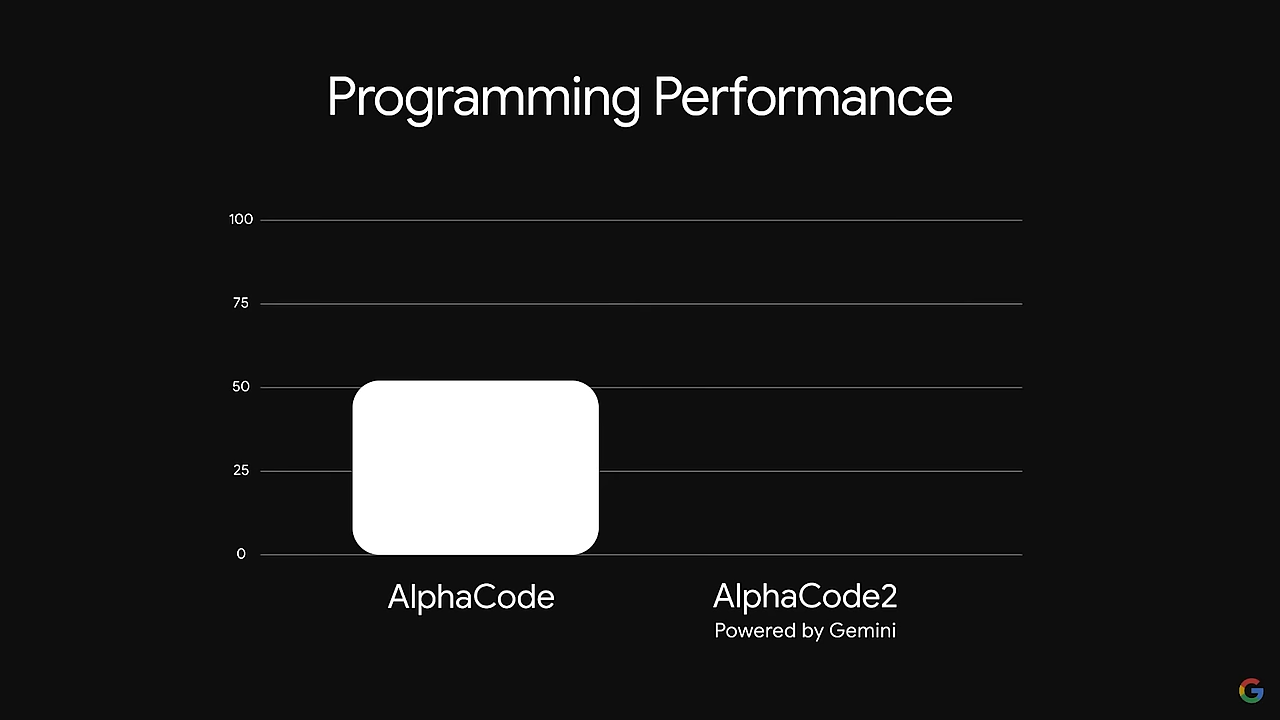 Programming Performance
100
75
50
25
0
AlphaCode
AlphaCode2
Powered by Gemini